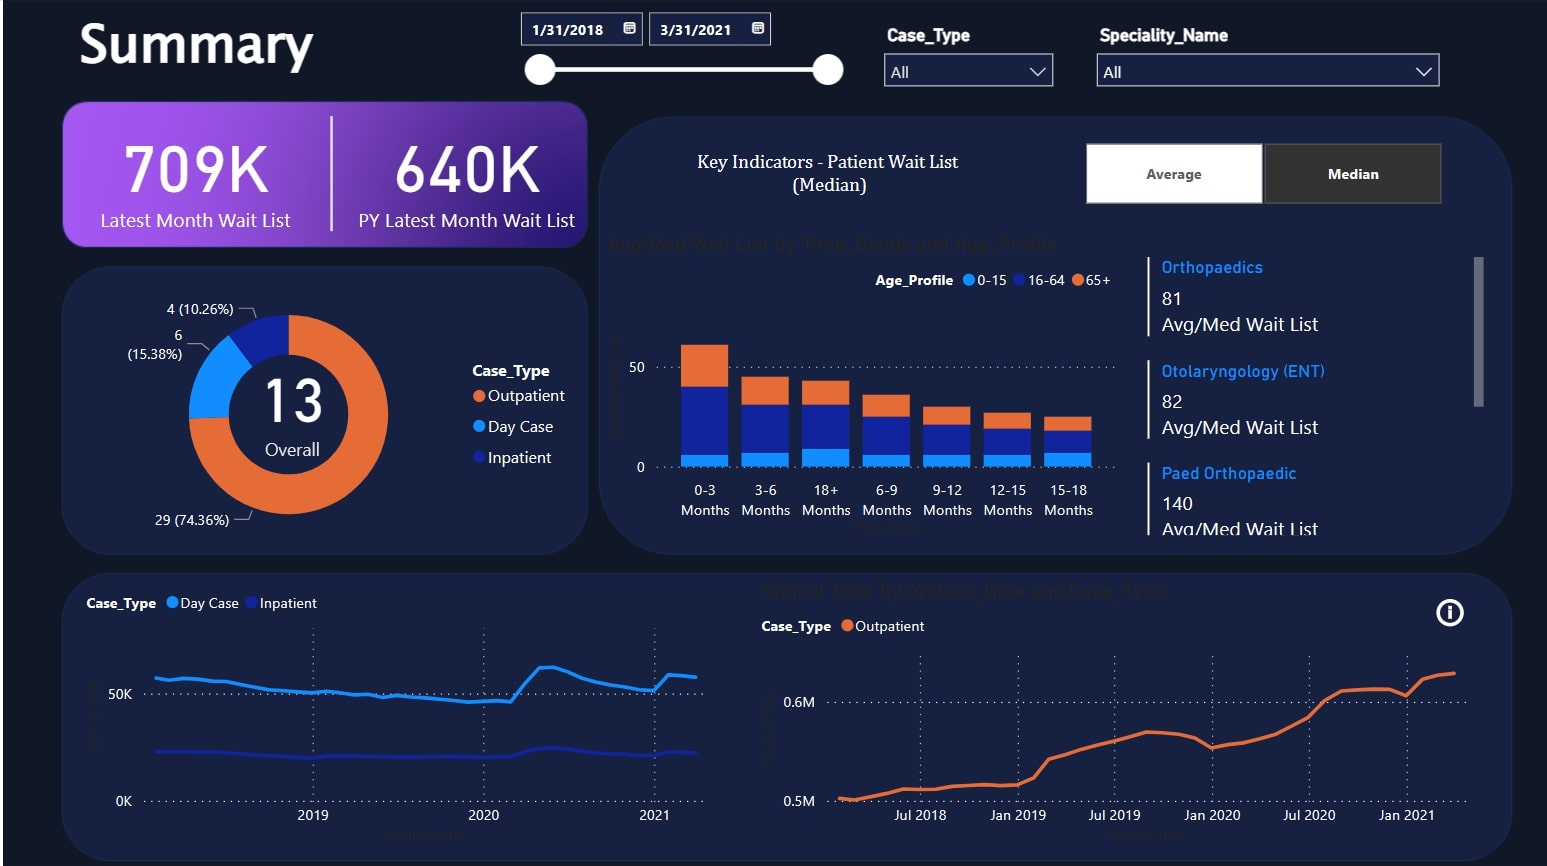 Summary
1/31/2018
3/31/2021
Case_Type
All
Speciality_Name
All
709K
Latest Month Wait List
640K
PY Latest Month Wait List
Key Indicators - Patient Wait List
(Median)
Average
Median
Avg/Med Wait List by Time_Bands and Age_Profile
Age_Profile 0-15 16-64 65+
50
0
0-3
Months
3-6
Months
18+
Months
6-9
Months
9-12
Months
12-15
Months
15-18
Months
Orthopaedics
81
Avg/Med Wait List
Otolaryngology (ENT)
82
Avg/Med Wait List
Paed Orthopaedic
140
Avg/Med Wait List
4 (10.26%)
6
(15.38%)
29 (74.36%)
13
Overall
Case_Type
Outpatient
Day Case
Inpatient
Case_Type Day Case Inpatient
50K
0K
2019
2020
2021
Archive_Date
Sum of Total by Archive_Date and Case_Type
Case_Type Outpatient
0.6M
0.5M
Jul 2018
Jan 2019
Jul 2019
Jan 2020
Jul 2020
Jan 2021
Archive_Date